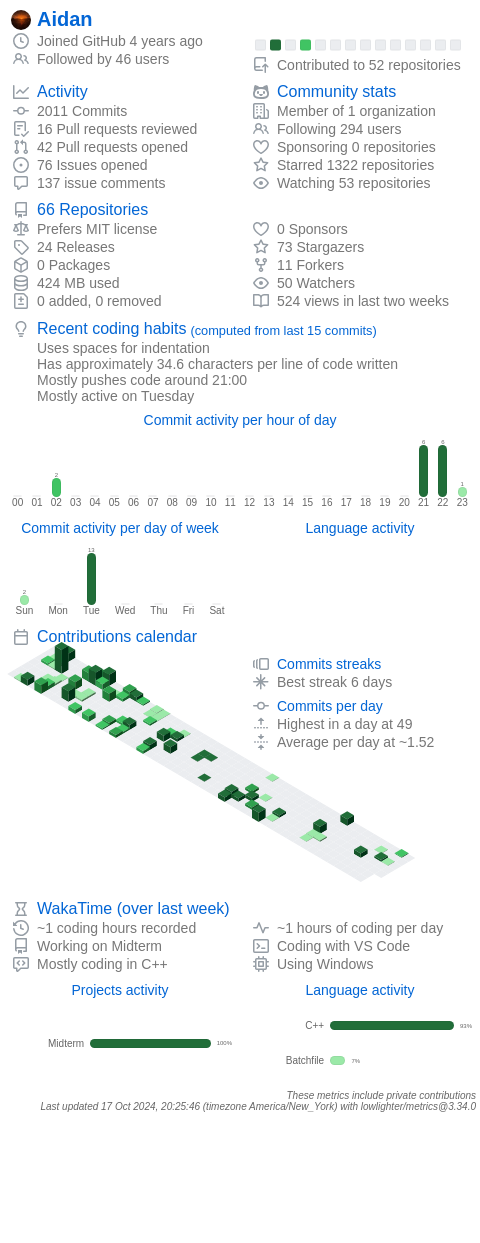 Aidan
Joined GitHub 4 years ago
Followed by 46 users
Contributed to 52 repositories
Activity
2011 Commits
16 Pull requests reviewed
42 Pull requests opened
76 Issues opened
137 issue comments
Community stats
Member of 1 organization
Following 294 users
Sponsoring 0 repositories
Starred 1322 repositories
Watching 53 repositories
66 Repositories
Prefers MIT license
24 Releases
0 Packages
424 MB used
0 added, 0 removed
0 Sponsors
73 Stargazers
11 Forkers
50 Watchers
524 views in last two weeks
Recent coding habits (computed from last 15 commits)
Uses spaces for indentation
Has approximately 34.6 characters per line of code written
Mostly pushes code around 21:00
Mostly active on Tuesday
Commit activity per hour of day
2 6 6 1
00 01 02 03 04 05 06 07 08 09 10 11 12 13 14 15 16 17 18 19 20 21 22 23
Commit activity per day of week
2 13
Sun Mon Tue Wed Thu Fri Sat
Language activity
Contributions calendar
Commits streaks
Best streak 6 days
Commits per day
Highest in a day at 49
Average per day at ~1.52
WakaTime (over last week)
~1 coding hours recorded
Working on Midterm
Mostly coding in C++
~1 hours of coding per day
Coding with VS Code
Using Windows
Projects activity
Midterm 100%
Language activity
C++ 93%
Batchfile 7%
These metrics include private contributions
Last updated 17 Oct 2024, 20:25:46 (timezone America/New_York) with lowlighter/metrics@3.34.0